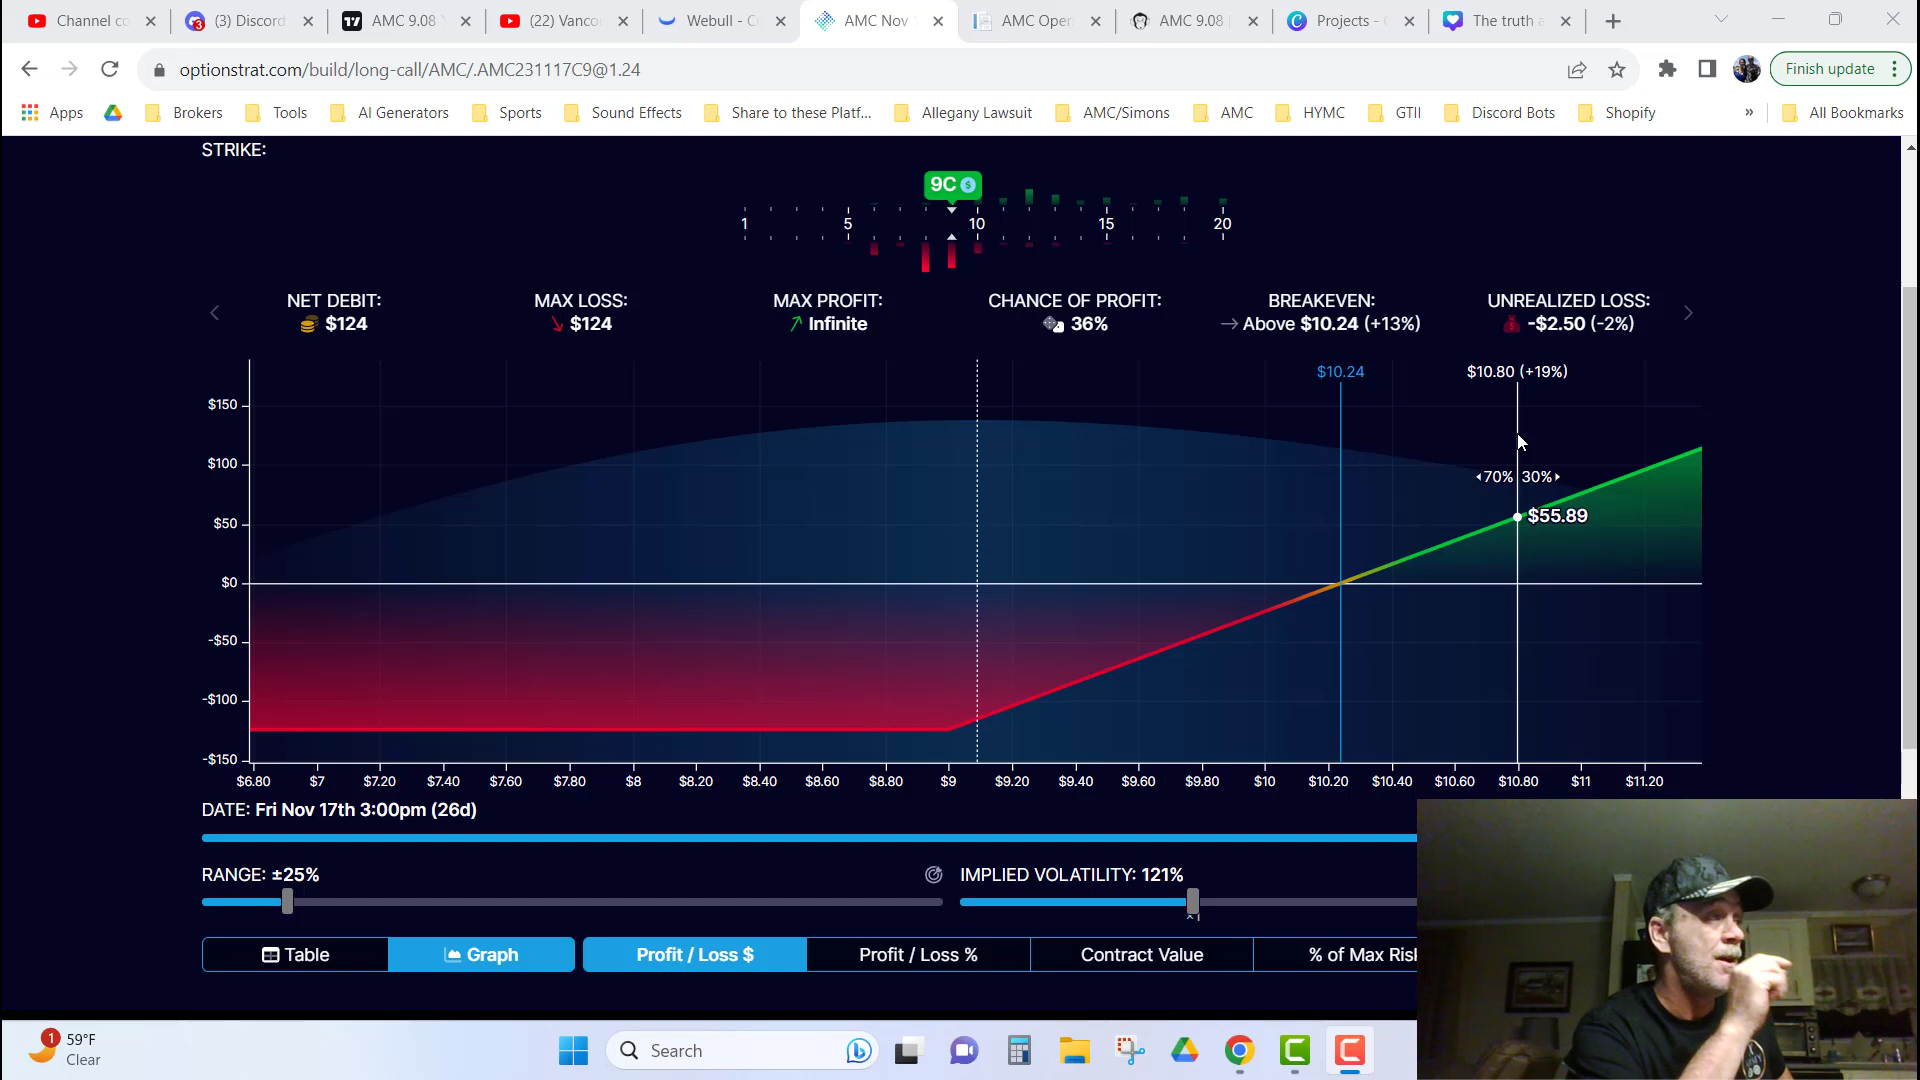 Channel co
(3) Discord
AMC 9.08
(22) Vanco
Webull - C
AMC Nov
AMC Open
AMC 9.08
Projects -
The truth a
optionstrat.com/build/long-call/AMC/.AMC231117C9@1.24
Finish update
Apps
Brokers
Tools
AI Generators
Sports
Sound Effects
Share to these Platf...
Allegany Lawsuit
AMC/Simons
AMC
HYMC
GTII
Discord Bots
Shopify
»
All Bookmarks
STRIKE:
9C
1 5 10 15 20
NET DEBIT: MAX LOSS: MAX PROFIT: CHANCE OF PROFIT: BREAKEVEN: UNREALIZED LOSS:
$124 $124 Infinite 36% Above $10.24 (+13%) -$2.50 (-2%)
$10.24 $10.80 (+19%)
$150
$100
70% 30%
$50
$55.89
$0
-$50
-$100
-$150
$6.80 $7 $7.20 $7.40 $7.60 $7.80 $8 $8.20 $8.40 $8.60 $8.80 $9 $9.20 $9.40 $9.60 $9.80 $10 $10.20 $10.40 $10.60 $10.80 $11 $11.20
DATE: Fri Nov 17th 3:00pm (26d)
RANGE: ±25%
IMPLIED VOLATILITY: 121%
Table
Graph
Profit / Loss $
Profit / Loss %
Contract Value
% of Max Risk
1
59°F
Clear
Search